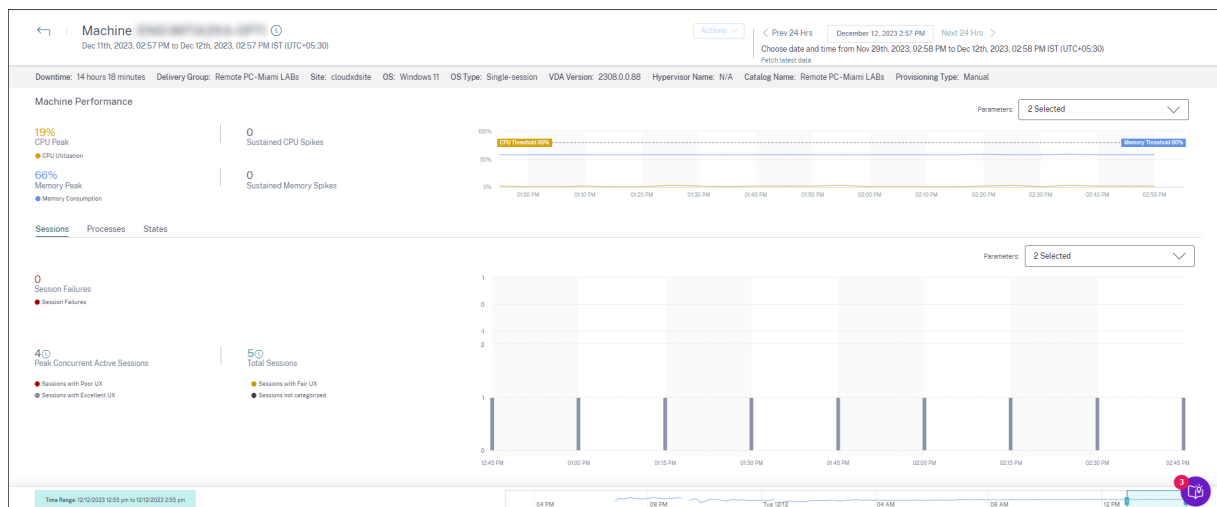 Machine
Actions
Prev 24 Hrs
December 12, 2023 2:57 PM
Next 24 Hrs
Dec 11th, 2023, 02:57 PM to Dec 12th, 2023, 02:57 PM IST (UTC+05:30)
Choose date and time from Nov 29th, 2023, 02:58 PM to Dec 12th, 2023, 02:58 PM IST (UTC+05:30)
Fetch latest data
Downtime: 14 hours 18 minutes Delivery Group: Remote PC-Miami LABs Site: cloudxdsite OS: Windows 11 OS Type: Single-session VDA Version: 2308.0.0.88 Hypervisor Name: N/A Catalog Name: Remote PC-Miami LABs Provisioning Type: Manual
Machine Performance
Parameters: 2 Selected
19%
CPU Peak
CPU Utilization
0
Sustained CPU Spikes
66%
Memory Peak
Memory Consumption
0
Sustained Memory Spikes
100%
CPU Threshold 80%
Memory Threshold 80%
50%
0%
01:00 PM 01:10 PM 01:20 PM 01:30 PM 01:40 PM 01:50 PM 02:00 PM 02:10 PM 02:20 PM 02:30 PM 02:40 PM 02:50 PM
Sessions Processes States
Parameters: 2 Selected
0
Session Failures
Session Failures
4
Peak Concurrent Active Sessions
5
Total Sessions
Sessions with Poor UX
Sessions with Fair UX
Sessions with Excellent UX
Sessions not categorized
1
0
-1
2
1
0
12:45 PM 01:00 PM 01:15 PM 01:30 PM 01:45 PM 02:00 PM 02:15 PM 02:30 PM 02:45 PM
3
Time Range: 12/12/2023 12:55 pm to 12/12/2023 2:55 pm
04 PM 08 PM Tue 12/12 04 AM 08 AM 12 PM